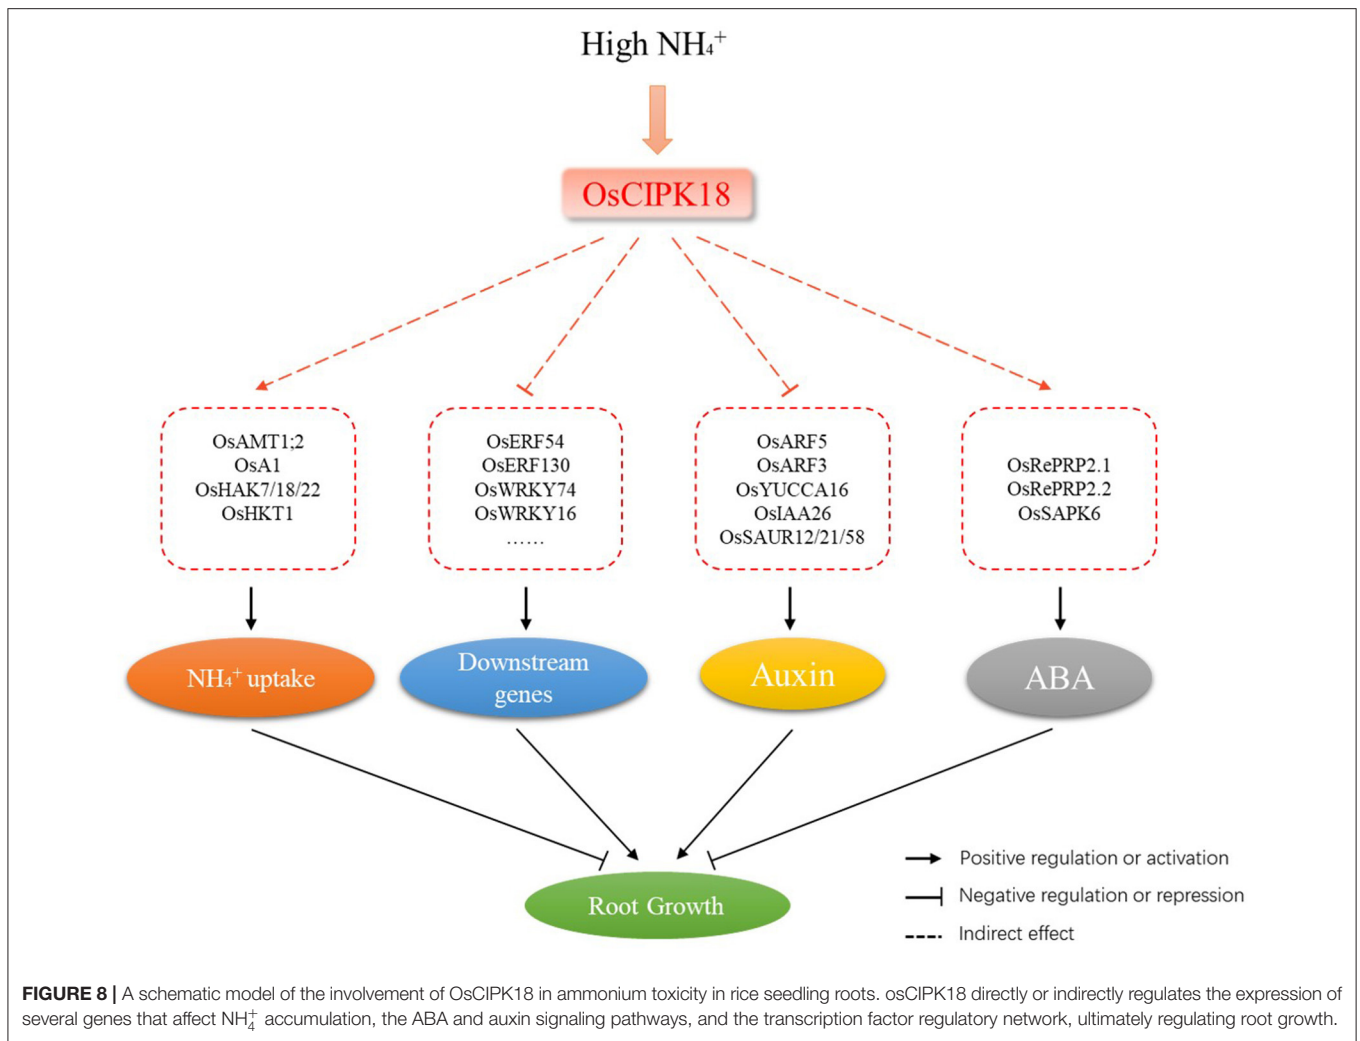 High NH₄⁺
OsCIPK18
OsAMT1;2
OsA1
OsHAK7/18/22
OsHKT1
OsERF54
OsERF130
OsWRKY74
OsWRKY16
……
OsARF5
OsARF3
OsYUCCA16
OsIAA26
OsSAUR12/21/58
OsRePRP2.1
OsRePRP2.2
OsSAPK6
NH₄⁺ uptake
Downstream
genes
Auxin
ABA
Root Growth
Positive regulation or activation
Negative regulation or repression
Indirect effect
FIGURE 8 | A schematic model of the involvement of OsCIPK18 in ammonium toxicity in rice seedling roots. osCIPK18 directly or indirectly regulates the expression of
several genes that affect NH₄⁺ accumulation, the ABA and auxin signaling pathways, and the transcription factor regulatory network, ultimately regulating root growth.